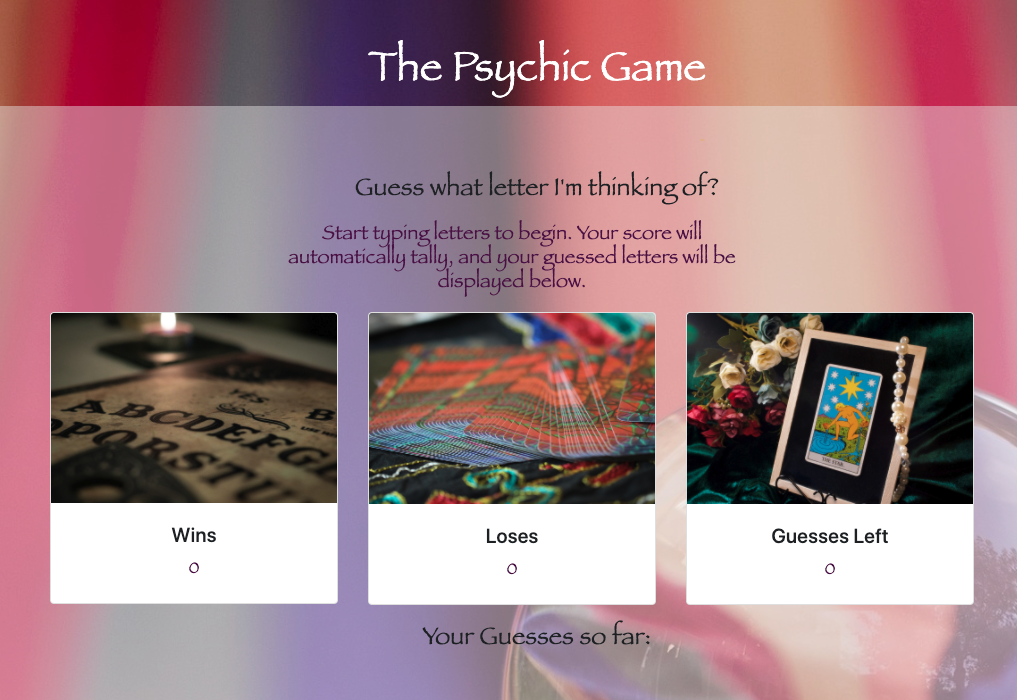 The Psychic Game
Guess what letter I'm thinking of?
Start typing letters to begin. Your score will
automatically tally, and your guessed letters will be
displayed below.
YES
ABCDEFG
PQRSTU
THE STAR
Wins
0
Loses
0
Guesses Left
0
Your Guesses so far: